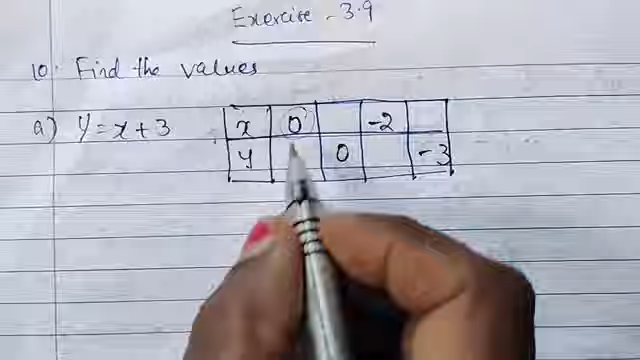 Exercise - 3.9
10. Find the values
a) y = x + 3
x 0 -2
y 0 -3